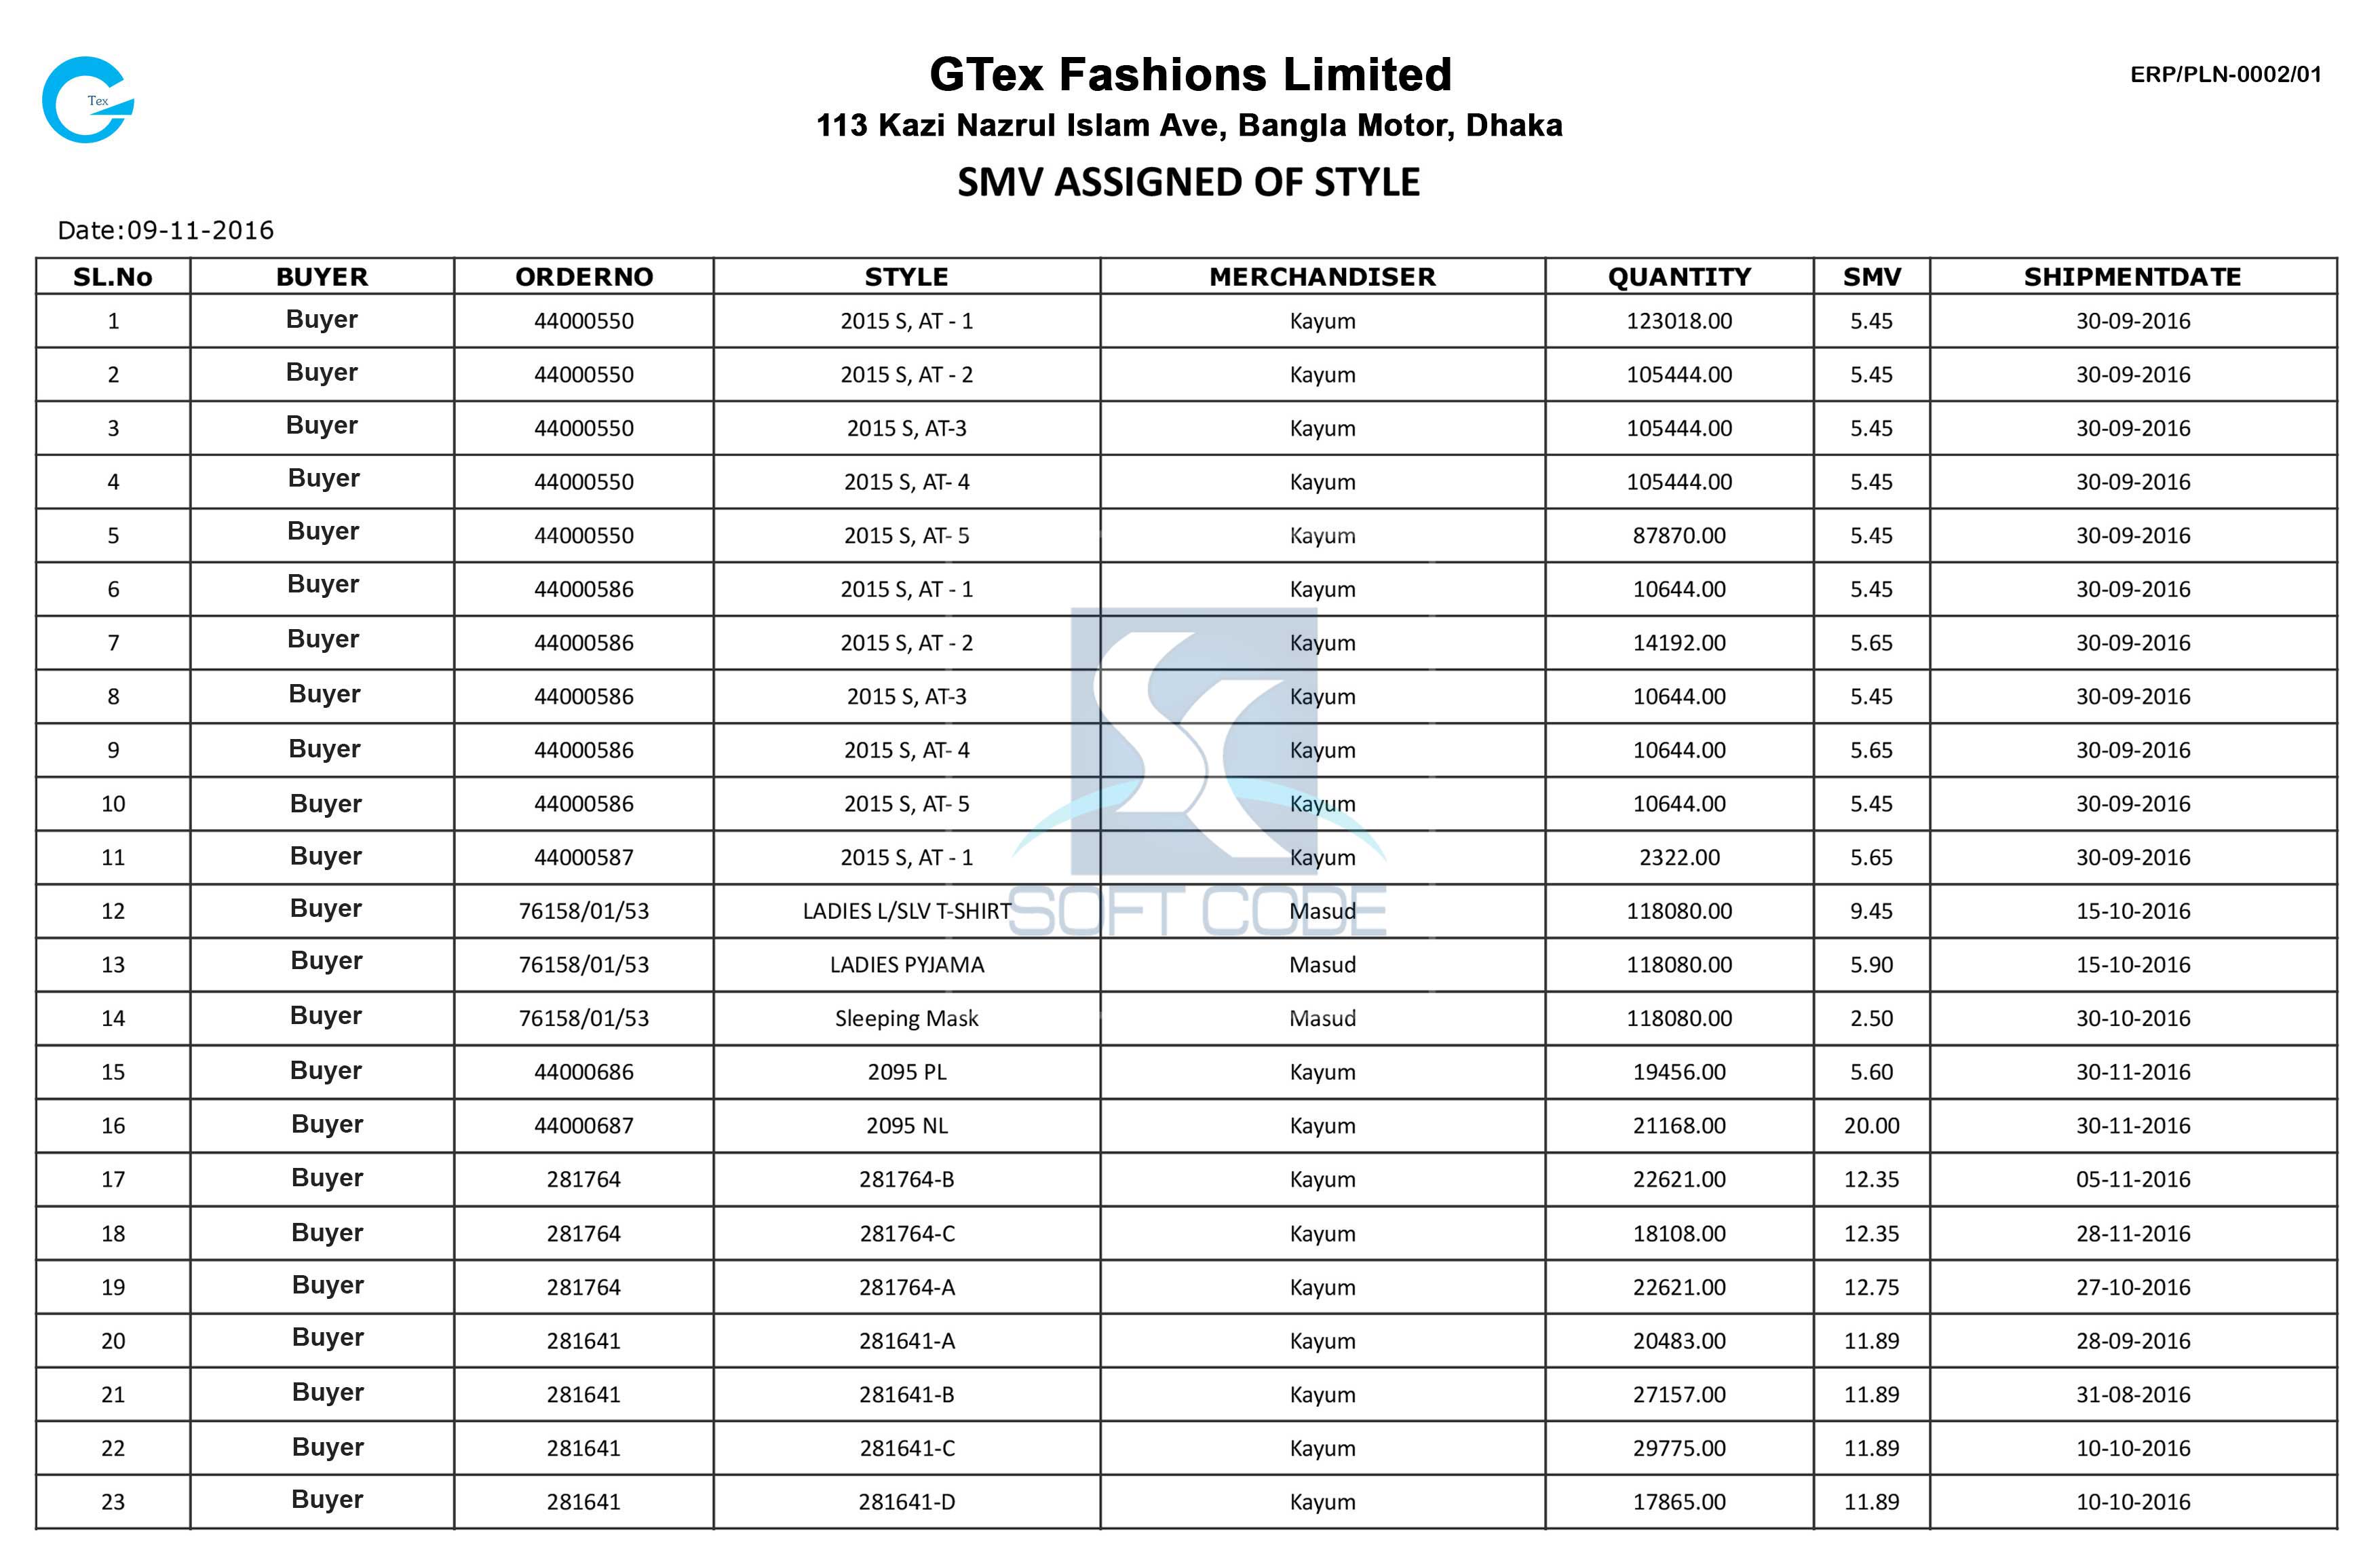 Tex
GTex Fashions Limited
ERP/PLN-0002/01
113 Kazi Nazrul Islam Ave, Bangla Motor, Dhaka
SMV ASSIGNED OF STYLE
Date:09-11-2016
SL.No BUYER ORDERNO STYLE MERCHANDISER QUANTITY SMV SHIPMENTDATE
1 Buyer 44000550 2015 S, AT - 1 Kayum 123018.00 5.45 30-09-2016
2 Buyer 44000550 2015 S, AT - 2 Kayum 105444.00 5.45 30-09-2016
3 Buyer 44000550 2015 S, AT-3 Kayum 105444.00 5.45 30-09-2016
4 Buyer 44000550 2015 S, AT- 4 Kayum 105444.00 5.45 30-09-2016
5 Buyer 44000550 2015 S, AT- 5 Kayum 87870.00 5.45 30-09-2016
6 Buyer 44000586 2015 S, AT - 1 Kayum 10644.00 5.45 30-09-2016
7 Buyer 44000586 2015 S, AT - 2 Kayum 14192.00 5.65 30-09-2016
8 Buyer 44000586 2015 S, AT-3 Kayum 10644.00 5.45 30-09-2016
9 Buyer 44000586 2015 S, AT- 4 Kayum 10644.00 5.65 30-09-2016
10 Buyer 44000586 2015 S, AT- 5 Kayum 10644.00 5.45 30-09-2016
11 Buyer 44000587 2015 S, AT - 1 Kayum 2322.00 5.65 30-09-2016
12 Buyer 76158/01/53 LADIES L/SLV T-SHIRT Masud 118080.00 9.45 15-10-2016
SOFT CODE
13 Buyer 76158/01/53 LADIES PYJAMA Masud 118080.00 5.90 15-10-2016
14 Buyer 76158/01/53 Sleeping Mask Masud 118080.00 2.50 30-10-2016
15 Buyer 44000686 2095 PL Kayum 19456.00 5.60 30-11-2016
16 Buyer 44000687 2095 NL Kayum 21168.00 20.00 30-11-2016
17 Buyer 281764 281764-B Kayum 22621.00 12.35 05-11-2016
18 Buyer 281764 281764-C Kayum 18108.00 12.35 28-11-2016
19 Buyer 281764 281764-A Kayum 22621.00 12.75 27-10-2016
20 Buyer 281641 281641-A Kayum 20483.00 11.89 28-09-2016
21 Buyer 281641 281641-B Kayum 27157.00 11.89 31-08-2016
22 Buyer 281641 281641-C Kayum 29775.00 11.89 10-10-2016
23 Buyer 281641 281641-D Kayum 17865.00 11.89 10-10-2016